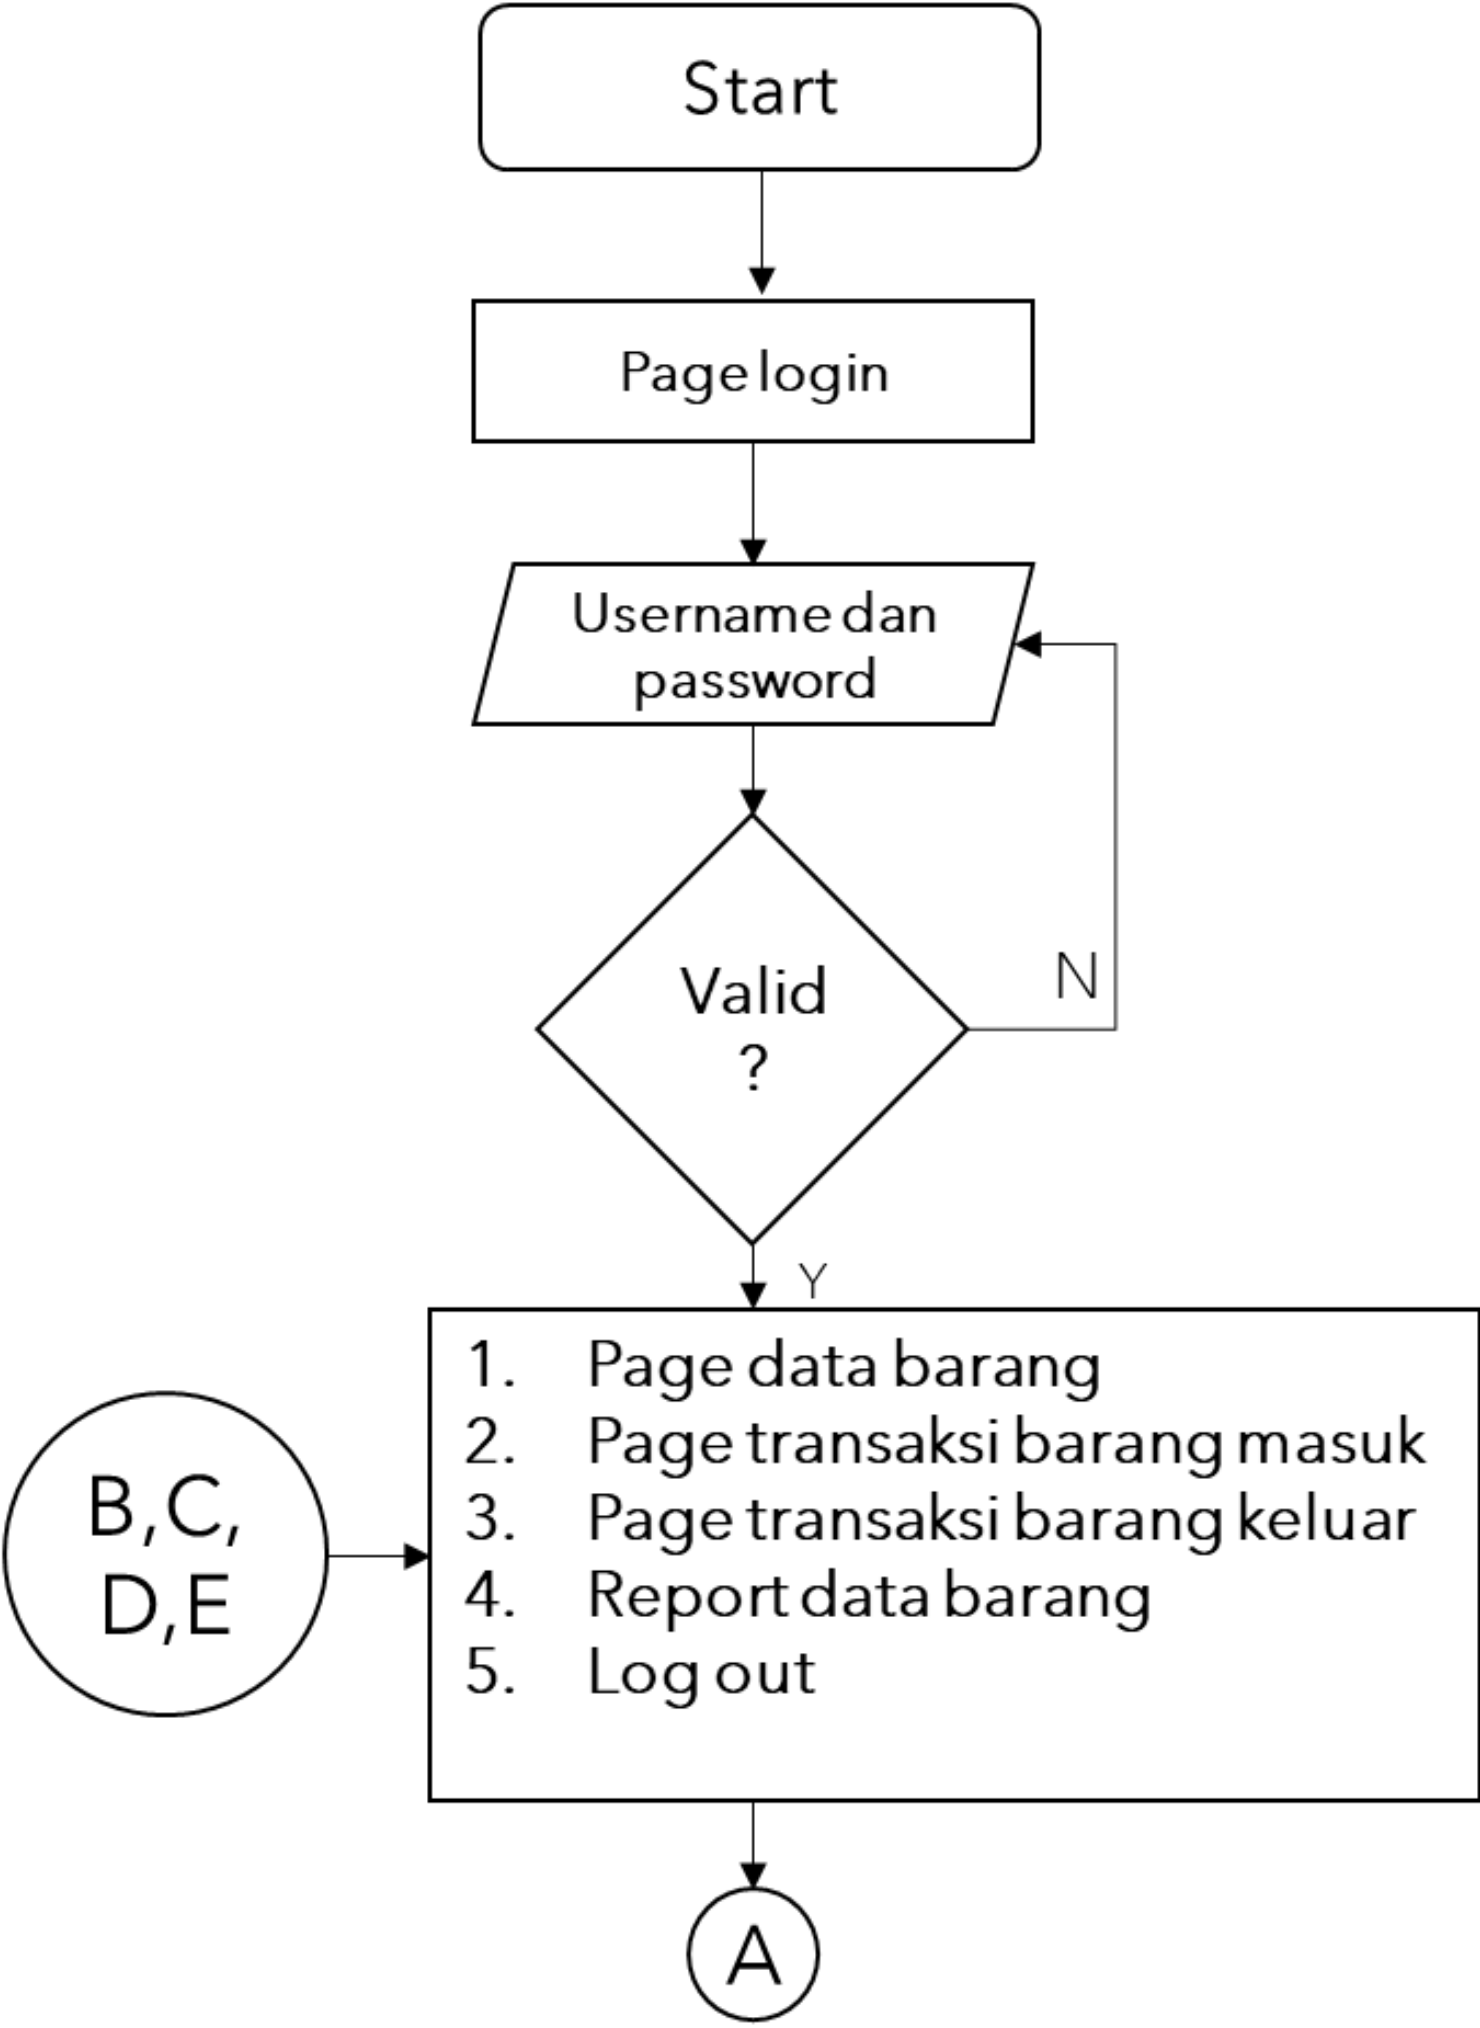 Start
Page login
Username dan
password
Valid
?
N
Y
1. Page data barang
2. Page transaksi barang masuk
3. Page transaksi barang keluar
4. Report data barang
5. Log out
B,C,
D,E
A